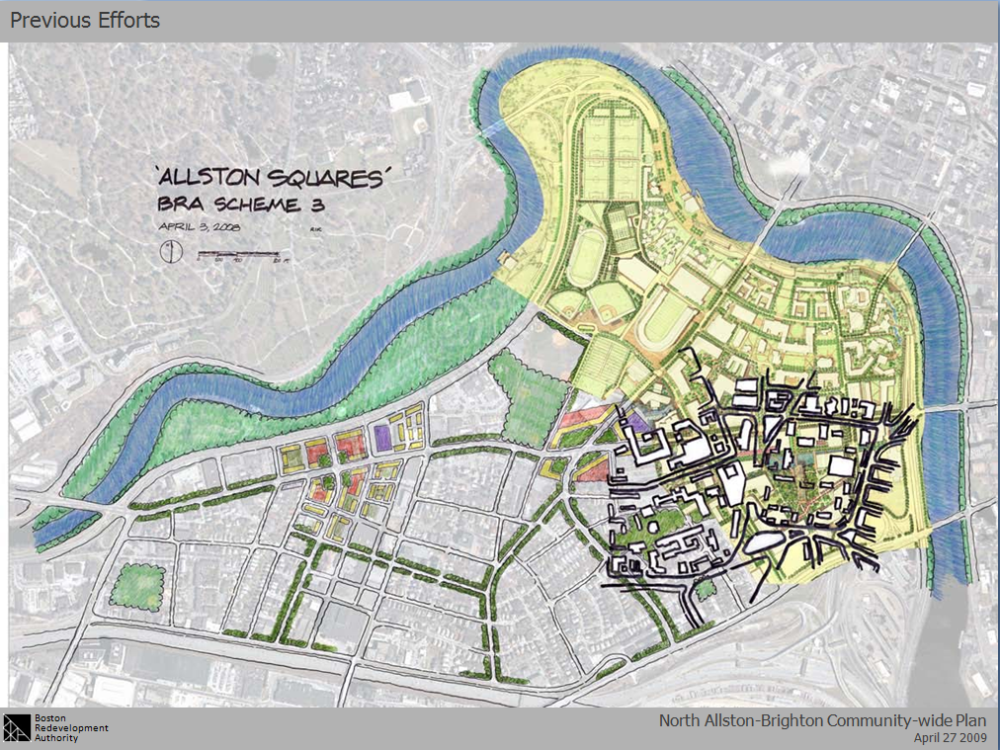 Previous Efforts
'ALLSTON SQUARES'
BRA SCHEME 3
APRIL 3, 2008
Boston
Redevelopment
Authority
North Allston-Brighton Community-wide Plan
April 27 2009